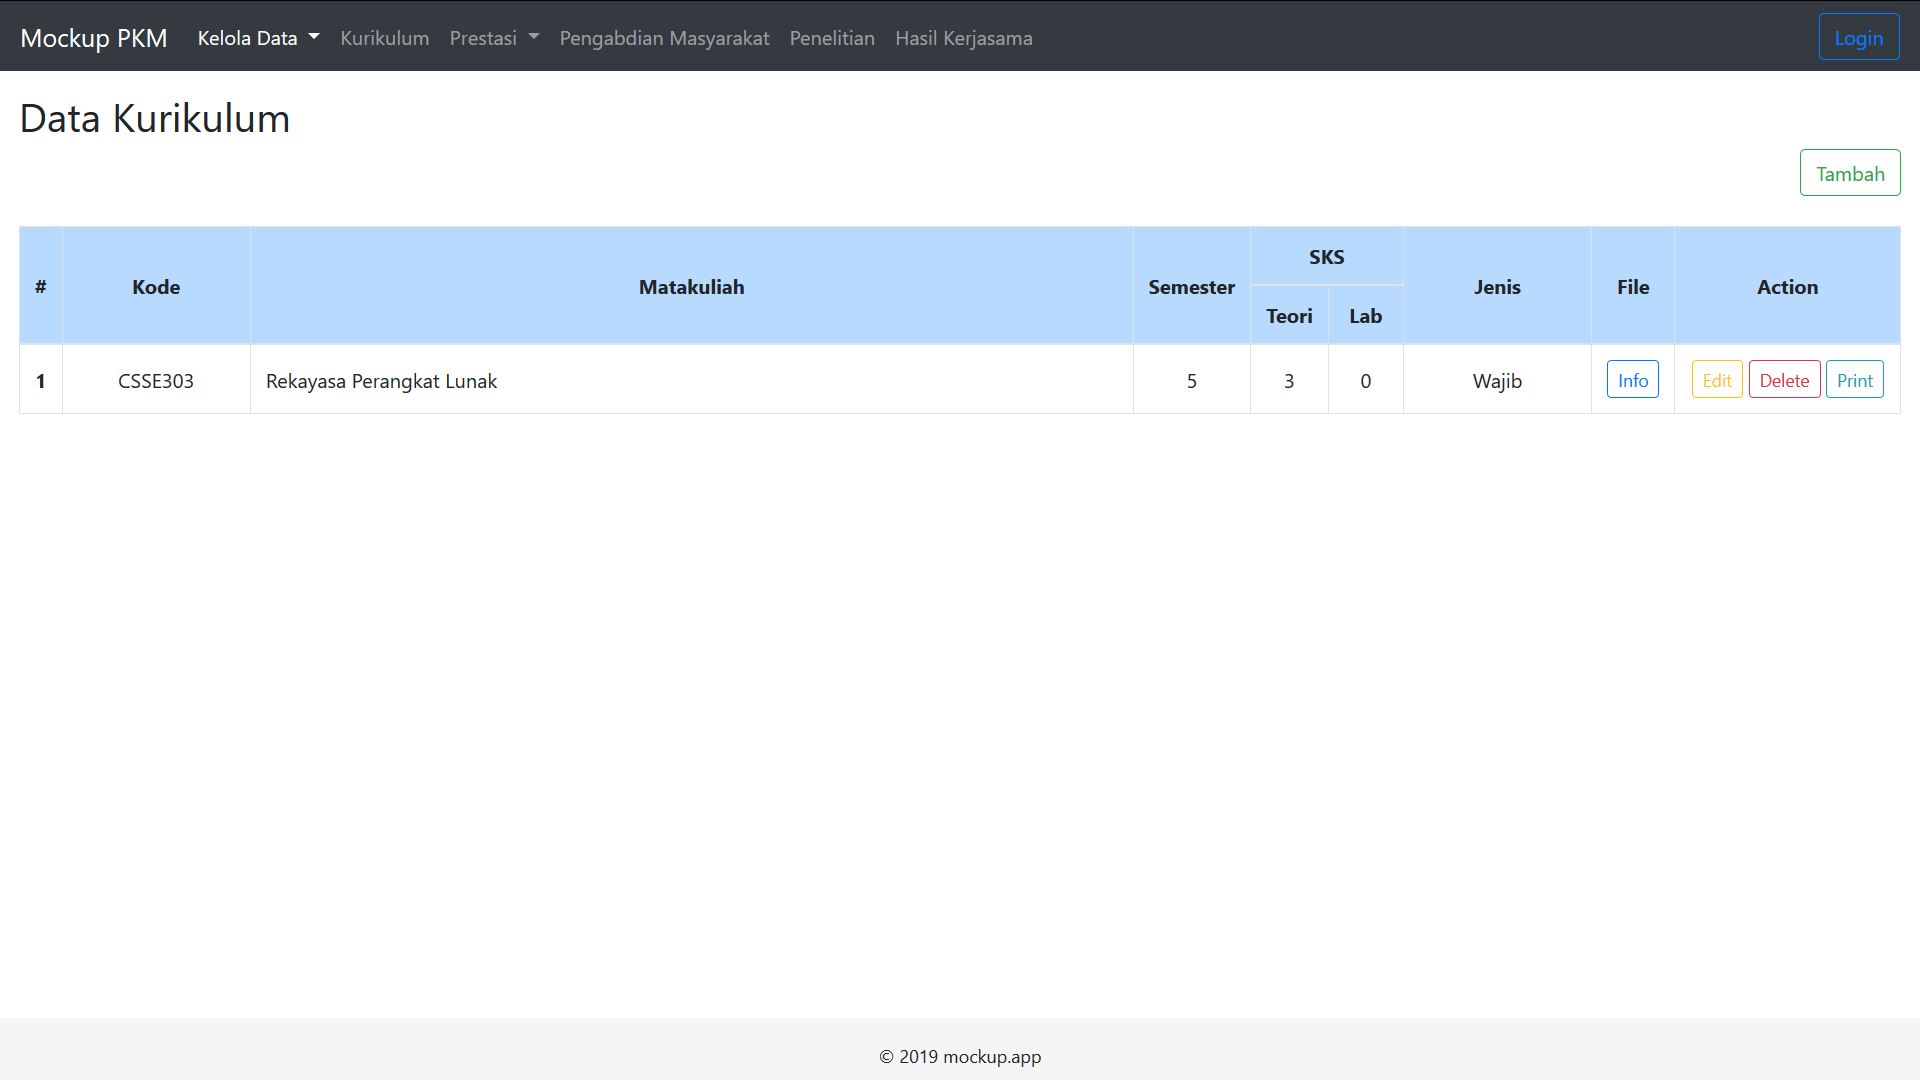 Mockup PKM Kelola Data Kurikulum Prestasi Pengabdian Masyarakat Penelitian Hasil Kerjasama Login
Data Kurikulum
Tambah
# Kode Matakuliah Semester SKS Jenis File Action
Teori Lab
1 CSSE303 Rekayasa Perangkat Lunak 5 3 0 Wajib Info Edit Delete Print
© 2019 mockup.app